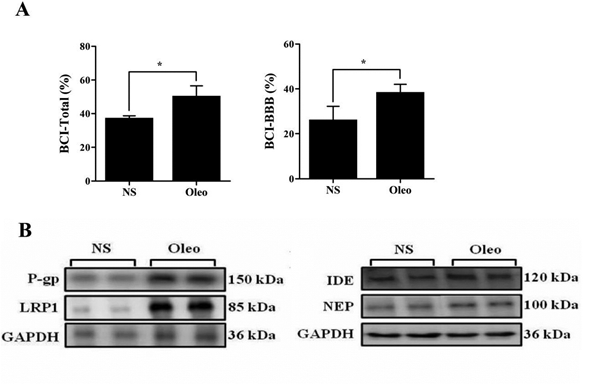 A
BCI-Total (%)
80
60
40
20
0
*
NS
Oleo
BCI-BBB (%)
60
40
20
0
*
NS
Oleo
B
NS Oleo
P-gp 150 kDa
LRP1 85 kDa
GAPDH 36 kDa
NS Oleo
IDE 120 kDa
NEP 100 kDa
GAPDH 36 kDa